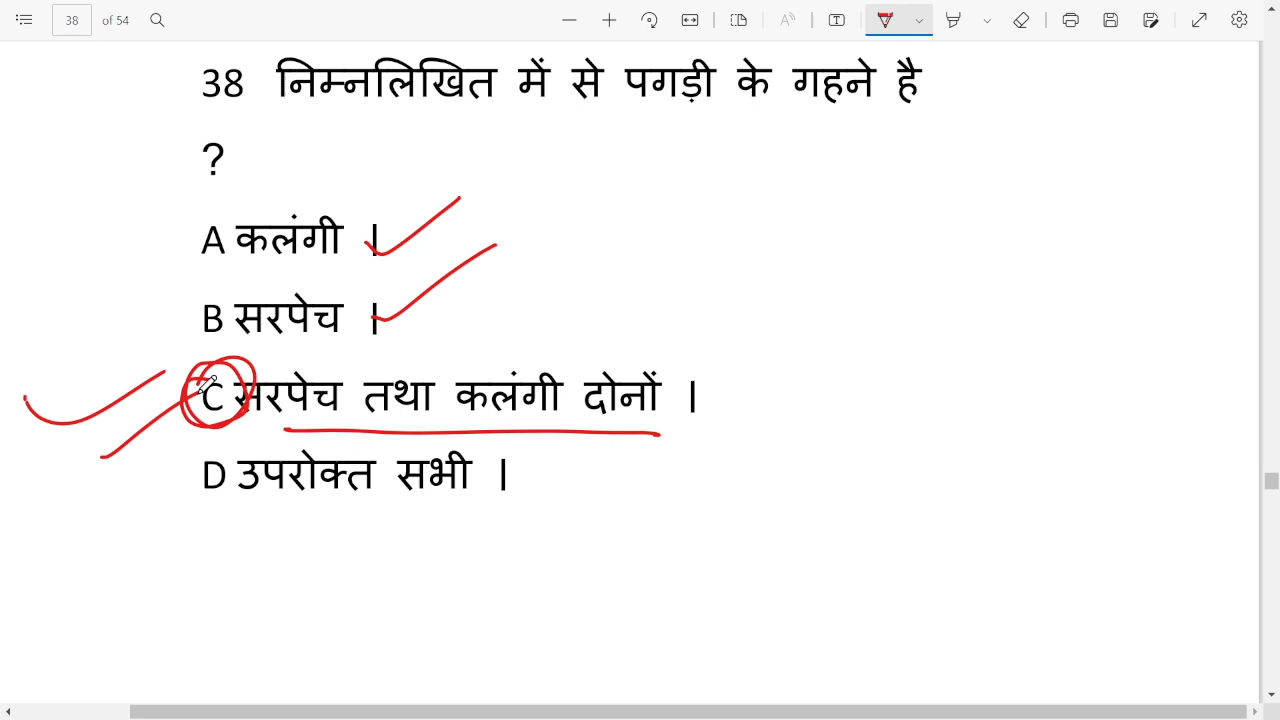 38 of 54
38 निम्नलिखित में से पगड़ी के गहने है
?
A कलंगी |
B सरपेच |
C सरपेच तथा कलंगी दोनों |
D उपरोक्त सभी |